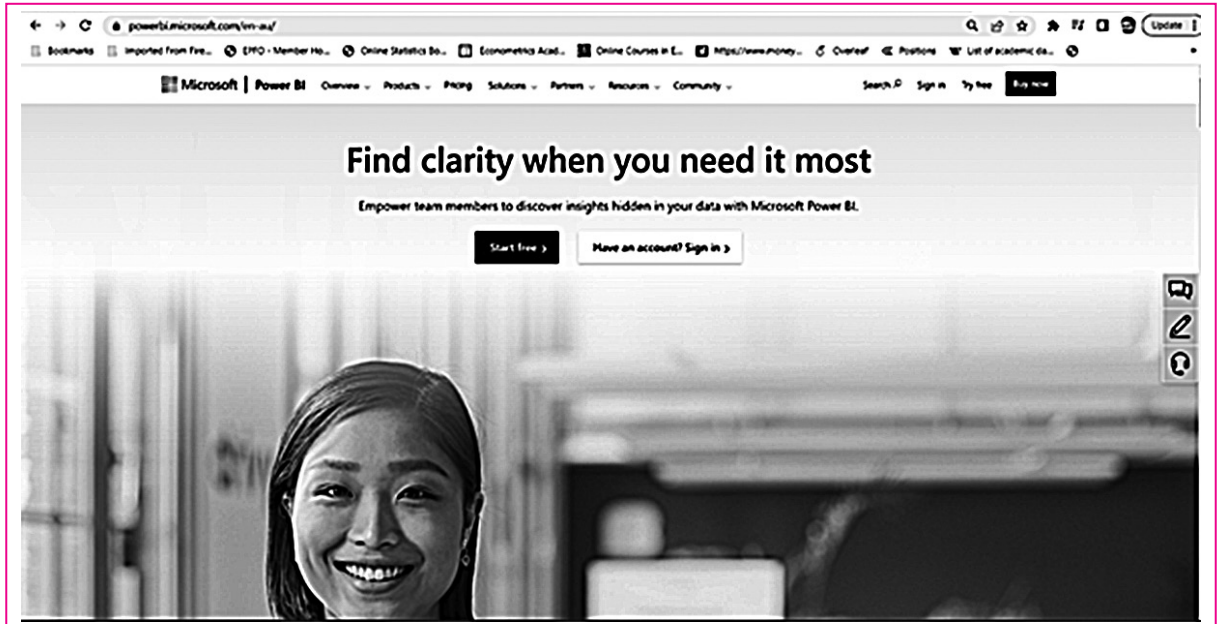 powerbi.microsoft.com/en-au/ Update
Bookmarks Imported From Fire... EPFO - Member Ho... Online Statistics Bo... Econometrics Acad... Online Courses in E... https://www.money... Overleaf Positions List of academic da...
Microsoft Power BI Overview Products Pricing Solutions Partners Resources Community Search Sign in Try free Buy now
Find clarity when you need it most
Empower team members to discover insights hidden in your data with Microsoft Power BI.
Start free > Have an account? Sign in >